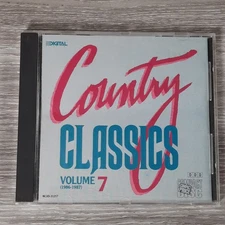 DIGITAL
Country
CLASSICS
VOLUME 7
(1986-1987)